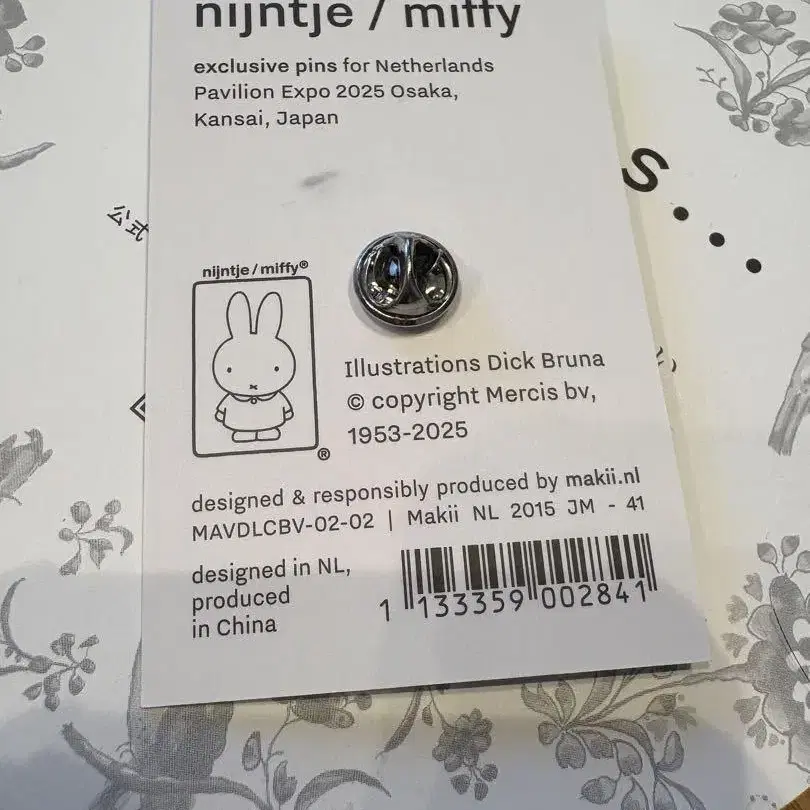 nijntje / miffy
exclusive pins for Netherlands
Pavilion Expo 2025 Osaka,
Kansai, Japan
公式
S...
nijntje / miffy®
®
Illustrations Dick Bruna
© copyright Mercis bv,
1953-2025
designed & responsibly produced by makii.nl
MAVDLCBV-02-02 | Makii NL 2015 JM - 41
designed in NL,
produced
in China
1 133359 002841